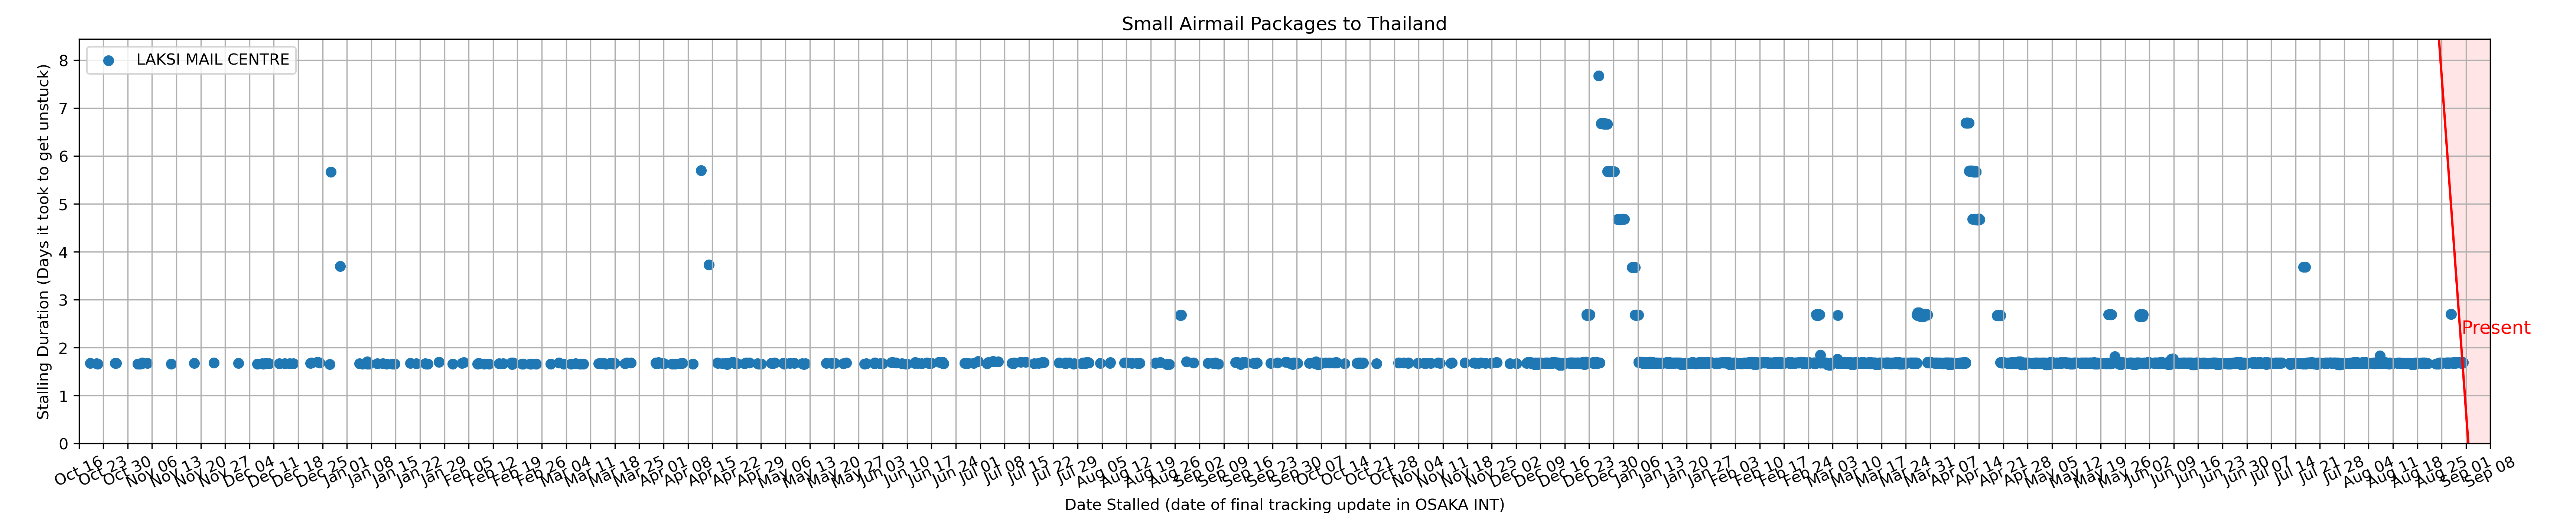 Small Airmail Packages to Thailand
LAKSI MAIL CENTRE
Stalling Duration (Days it took to get unstuck)
8
7
6
5
4
3
2
1
0
Present
Oct 16 Oct 23 Oct 30 Nov 06 Nov 13 Nov 20 Nov 27 Dec 04 Dec 11 Dec 18 Dec 25 Jan 01 Jan 08 Jan 15 Jan 22 Jan 29 Feb 05 Feb 12 Feb 19 Feb 26 Mar 04 Mar 11 Mar 18 Mar 25 Apr 01 Apr 08 Apr 15 Apr 22 Apr 29 May 06 May 13 May 20 May 27 Jun 03 Jun 10 Jun 17 Jun 24 Jul 01 Jul 08 Jul 15 Jul 22 Jul 29 Aug 05 Aug 12 Aug 19 Aug 26 Sep 02 Sep 09 Sep 16 Sep 23 Sep 30 Oct 07 Oct 14 Oct 21 Oct 28 Nov 04 Nov 11 Nov 18 Nov 25 Dec 02 Dec 09 Dec 16 Dec 23 Dec 30 Jan 06 Jan 13 Jan 20 Jan 27 Feb 03 Feb 10 Feb 17 Feb 24 Mar 03 Mar 10 Mar 17 Mar 24 Mar 31 Apr 07 Apr 14 Apr 21 Apr 28 May 05 May 12 May 19 May 26 Jun 02 Jun 09 Jun 16 Jun 23 Jun 30 Jul 07 Jul 14 Jul 21 Jul 28 Aug 04 Aug 11 Aug 18 Aug 25 Sep 01 Sep 08
Date Stalled (date of final tracking update in OSAKA INT)